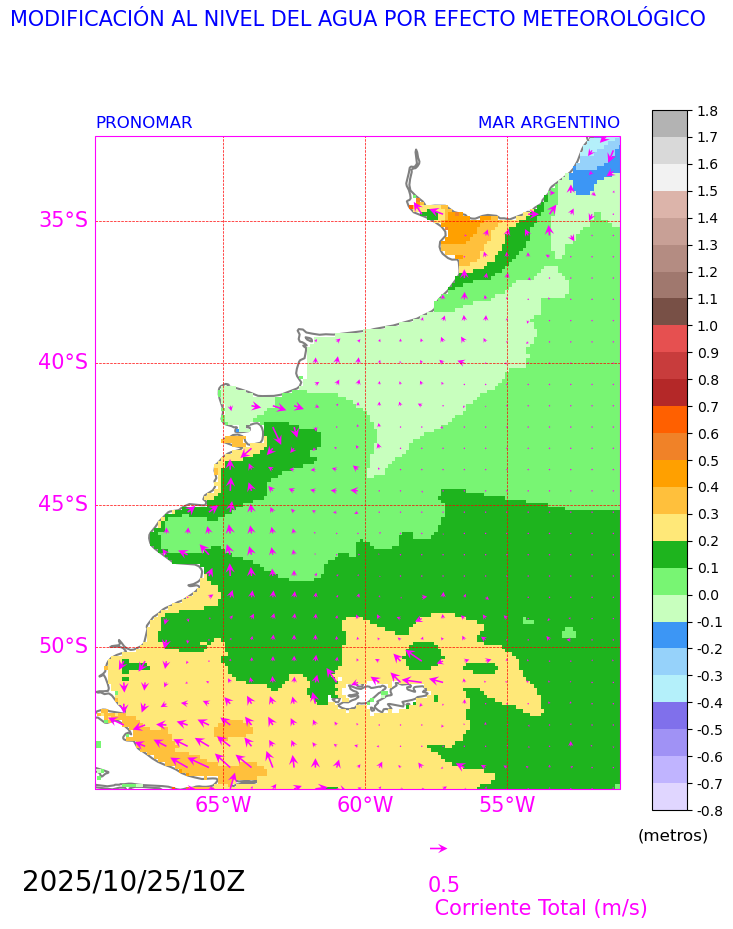 MODIFICACIÓN AL NIVEL DEL AGUA POR EFECTO METEOROLÓGICO
PRONOMAR MAR ARGENTINO
35°S
40°S
45°S
50°S
65°W 60°W 55°W
1.8
1.7
1.6
1.5
1.4
1.3
1.2
1.1
1.0
0.9
0.8
0.7
0.6
0.5
0.4
0.3
0.2
0.1
0.0
-0.1
-0.2
-0.3
-0.4
-0.5
-0.6
-0.7
-0.8
(metros)
2025/10/25/10Z
0.5
Corriente Total (m/s)